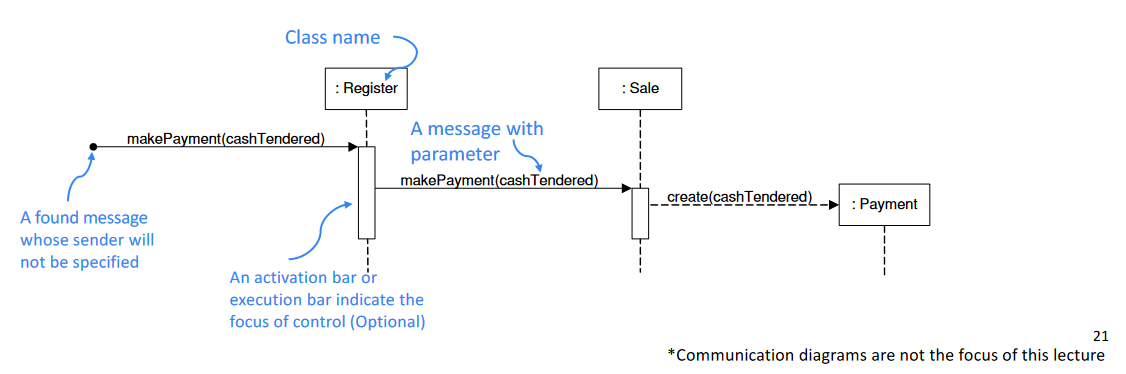 Class name
: Register
: Sale
makePayment(cashTendered)
A message with
parameter
makePayment(cashTendered)
create(cashTendered)
: Payment
A found message
whose sender will
not be specified
An activation bar or
execution bar indicate the
focus of control (Optional)
21
*Communication diagrams are not the focus of this lecture